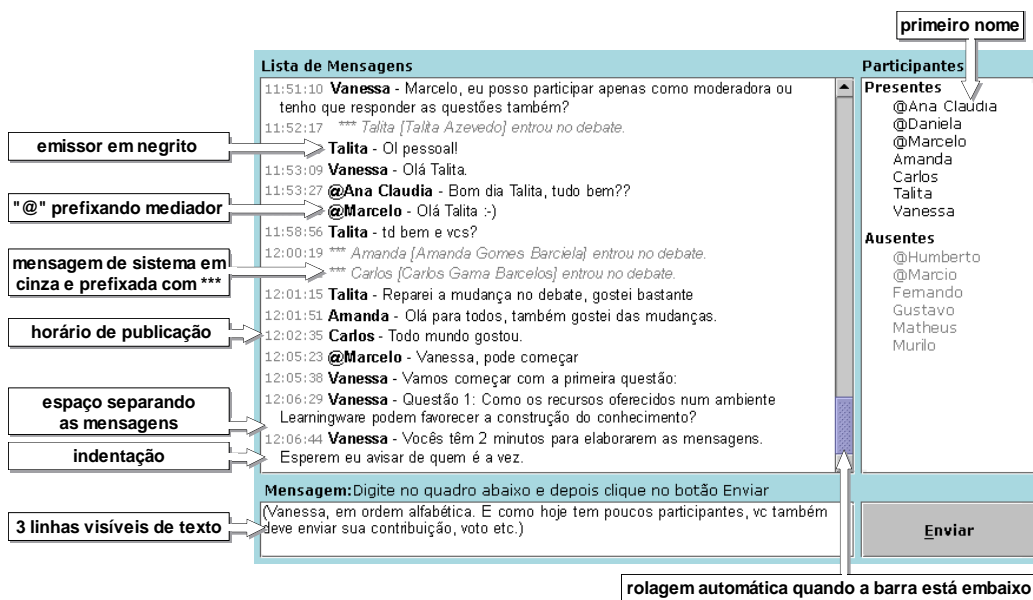 primeiro nome
Lista de Mensagens
11:51:10 Vanessa - Marcelo, eu posso participar apenas como moderadora ou
tenho que responder as questões também?
11:52:17 *** Talita [Talita Azevedo] entrou no debate.
Talita - Ol pessoal!
11:53:09 Vanessa - Olá Talita.
11:53:27 @Ana Claudia - Bom dia Talita, tudo bem??
@Marcelo - Olá Talita :-)
11:58:56 Talita - td bem e vcs?
12:00:19 *** Amanda [Amanda Gomes Barciela] entrou no debate.
*** Carlos [Carlos Gama Barcelos] entrou no debate.
12:01:15 Talita - Reparei a mudança no debate, gostei bastante
12:01:51 Amanda - Olá para todos, também gostei das mudanças.
12:02:35 Carlos - Todo mundo gostou.
12:05:23 @Marcelo - Vanessa, pode começar
12:05:38 Vanessa - Vamos começar com a primeira questão:
12:06:29 Vanessa - Questão 1: Como os recursos oferecidos num ambiente
Learningware podem favorecer a construção do conhecimento?
12:06:44 Vanessa - Vocês têm 2 minutos para elaborarem as mensagens.
Esperem eu avisar de quem é a vez.
Participantes
Presentes
@Ana Claudia
@Daniela
@Marcelo
Amanda
Carlos
Talita
Vanessa
Ausentes
@Humberto
@Marcio
Fernando
Gustavo
Matheus
Murilo
emissor em negrito
"@" prefixando mediador
mensagem de sistema em
cinza e prefixada com ***
horário de publicação
espaço separando
as mensagens
indentação
3 linhas visíveis de texto
Mensagem:Digite no quadro abaixo e depois clique no botão Enviar
(Vanessa, em ordem alfabética. E como hoje tem poucos participantes, vc também
deve enviar sua contribuição, voto etc.)
Enviar
rolagem automática quando a barra está embaixo